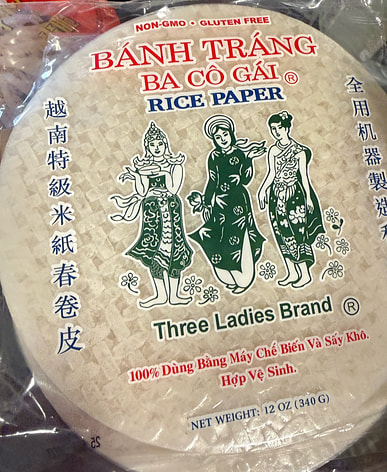 NON-GMO • GLUTEN FREE
BÁNH TRÁNG
BA CÔ GÁI ®
RICE PAPER
越南特級米紙春卷皮
全用机器製
Three Ladies Brand ®
100% Dùng Bằng Máy Chế Biến Và Sấy Khô.
Hợp Vệ Sinh.
NET WEIGHT: 12 OZ (340 G)
25